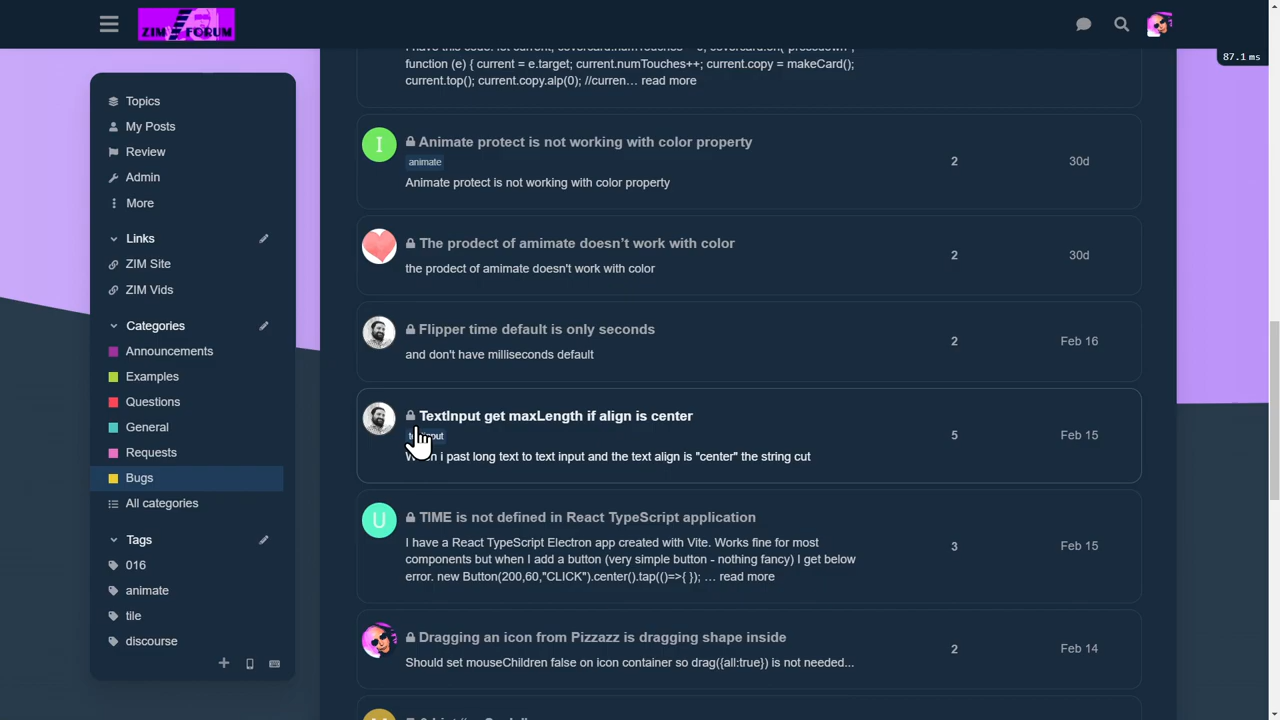 ZIM FORUM
87.1 ms
Topics
My Posts
Review
Admin
More
Links
ZIM Site
ZIM Vids
Categories
Announcements
Examples
Questions
General
Requests
Bugs
All categories
Tags
016
animate
tile
discourse
function (e) { current = e.target; current.numTouches++; current.copy = makeCard();
current.top(); current.copy.alp(0); //curren… read more
Animate protect is not working with color property
2
30d
animate
Animate protect is not working with color property
The prodect of amimate doesn’t work with color
2
30d
the prodect of amimate doesn't work with color
Flipper time default is only seconds
2
Feb 16
and don't have milliseconds default
TextInput get maxLength if align is center
5
Feb 15
i past long text to text input and the text align is "center" the string cut
TIME is not defined in React TypeScript application
3
Feb 15
I have a React TypeScript Electron app created with Vite. Works fine for most
components but when I add a button (very simple button - nothing fancy) I get below
error. new Button(200,60,"CLICK").center().tap(()=>{ }); … read more
Dragging an icon from Pizzazz is dragging shape inside
2
Feb 14
Should set mouseChildren false on icon container so drag({all:true}) is not needed...